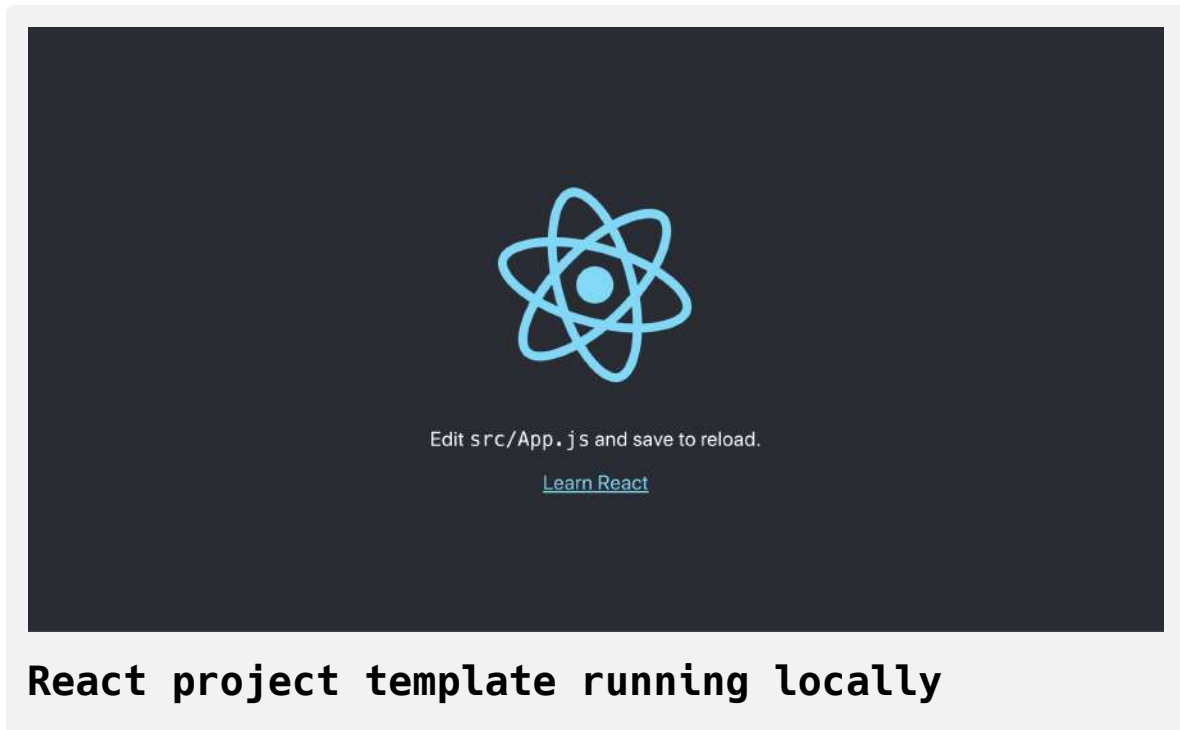 Edit src/App.js and save to reload.
Learn React
React project template running locally